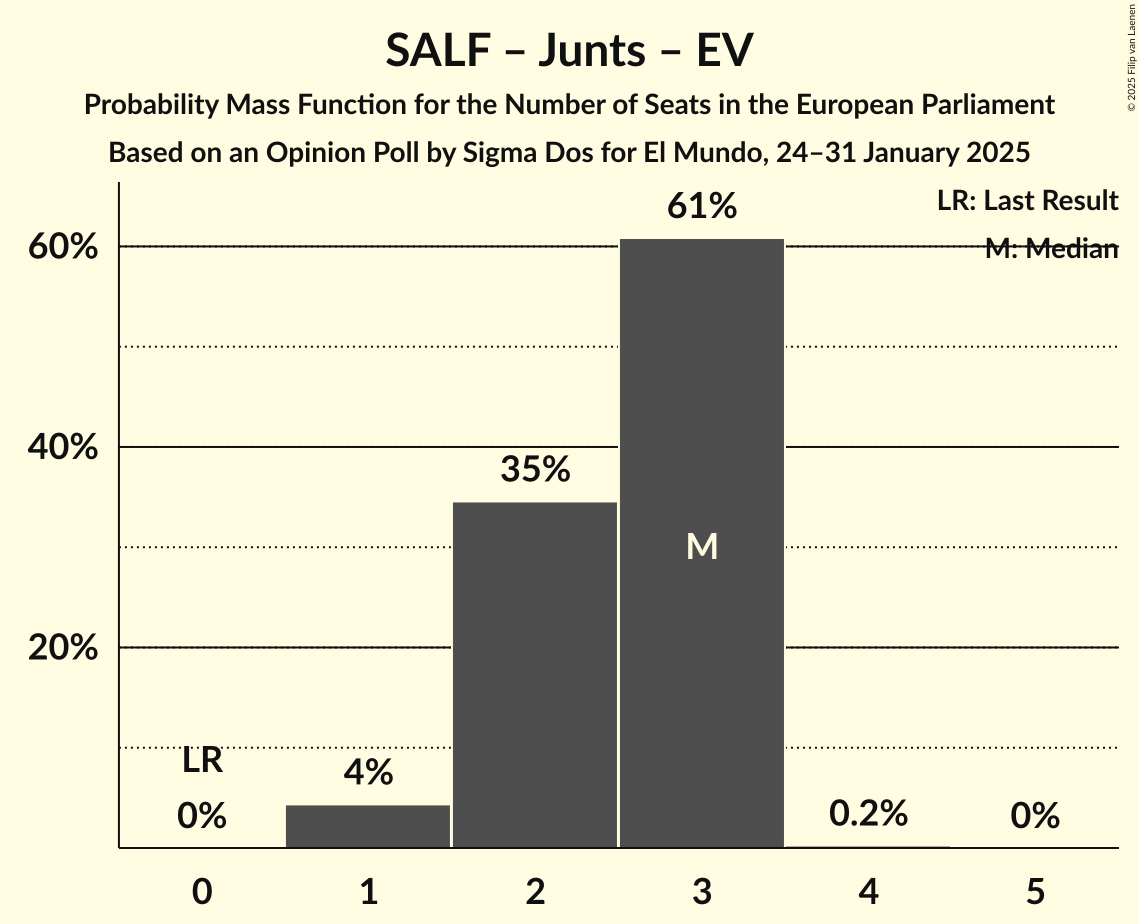 SALF – Junts – EV
Probability Mass Function for the Number of Seats in the European Parliament
Based on an Opinion Poll by Sigma Dos for El Mundo, 24–31 January 2025
© 2025 Filip van Laenen
LR: Last Result
M: Median
60%
40%
20%
61%
35%
M
LR
0%
4%
0.2%
0%
0 1 2 3 4 5